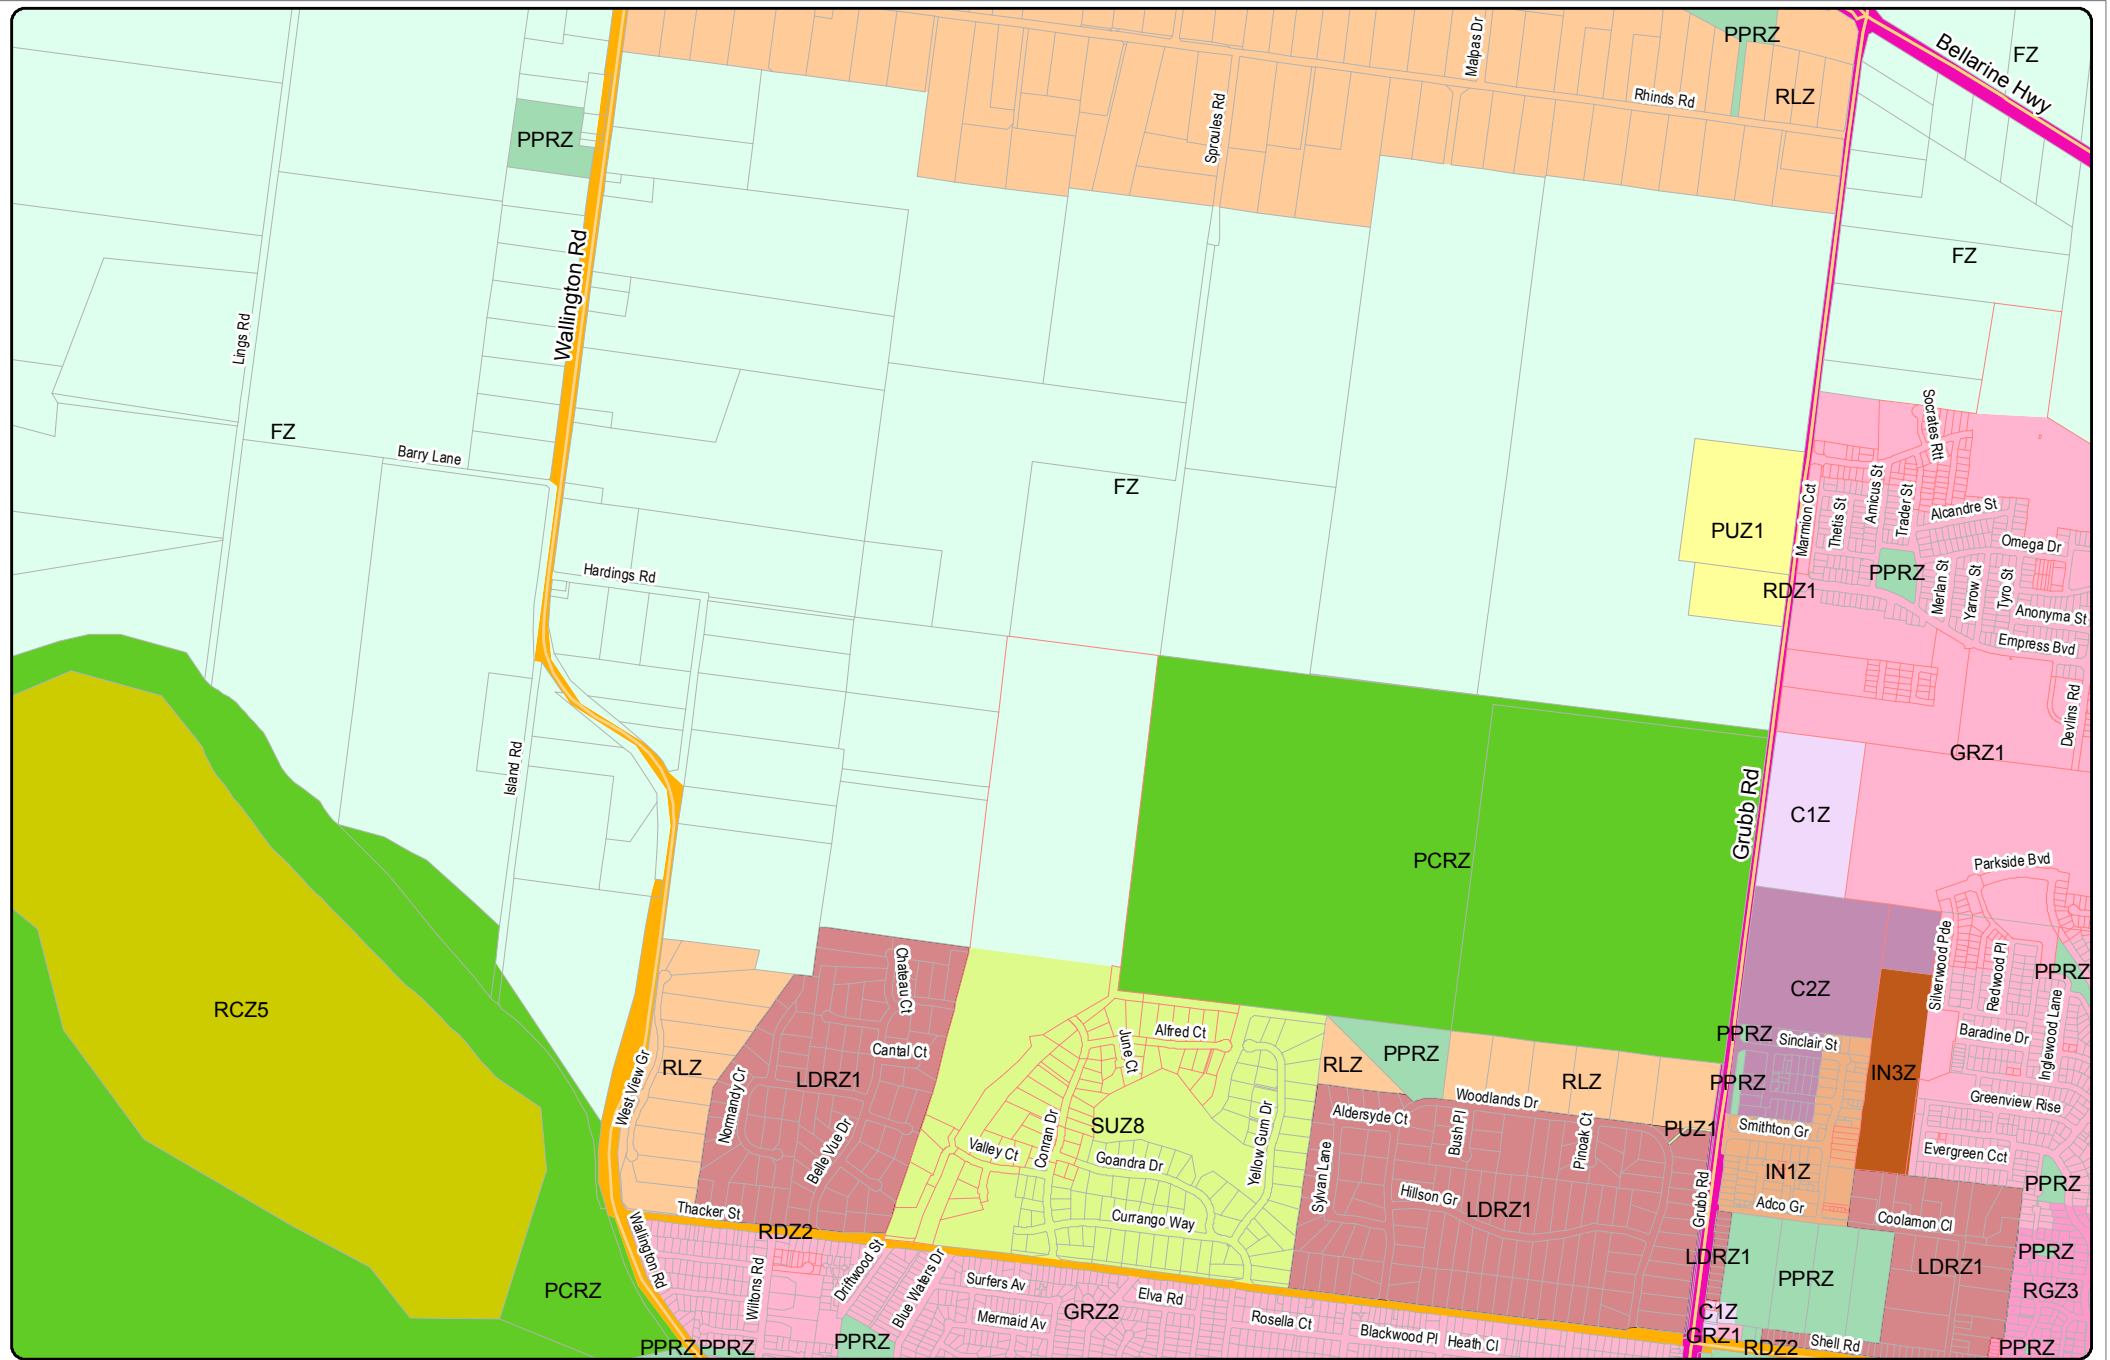 PPRZ
Malpas Dr
Bellarine Hwy
FZ
Rhinds Rd
RLZ
PPRZ
Sproules Rd
Wallington Rd
FZ
Lings Rd
FZ
Barry Lane
FZ
Socrates Rtt
Marmion Cct
Thetis St
Amicus St
Trader St
Alcandre St
PUZ1
Omega Dr
Hardings Rd
PPRZ
RDZ1
Merlan St
Yarrow St
Tyro St
Anonyma St
Empress Bvd
Devlins Rd
GRZ1
Island Rd
Grubb Rd
C1Z
PCRZ
Parkside Bvd
Chateau Ct
Silverwood Pde
Redwood Pl
PPRZ
RCZ5
C2Z
Inglewood Lane
June Ct
Alfred Ct
PPRZ
Sinclair St
Baradine Dr
Cantal Ct
West View Gr
RLZ
LDRZ1
Normandy Cr
RLZ
PPRZ
RLZ
PPRZ
IN3Z
Woodlands Dr
Greenview Rise
Aldersyde Ct
Bush Pl
Pinoak Ct
SUZ8
PUZ1
Smithton Gr
Conran Dr
Valley Ct
Goandra Dr
Yellow Gum Dr
Belle Vue Dr
Sylvan Lane
Evergreen Cct
IN1Z
PPRZ
Hillson Gr
Grubb Rd
LDRZ1
Adco Gr
Thacker St
RDZ2
Currango Way
Coolamon Cl
Wallington Rd
Driftwood St
LDRZ1
PPRZ
LDRZ1
PPRZ
Wiltons Rd
Blue Waters Dr
Surfers Av
Elva Rd
PCRZ
RGZ3
Mermaid Av
GRZ2
Rosella Ct
C1Z
Blackwood Pl
Heath Cl
GRZ1
Shell Rd
PPRZ
PPRZ
PPRZ
RDZ2
PPRZ